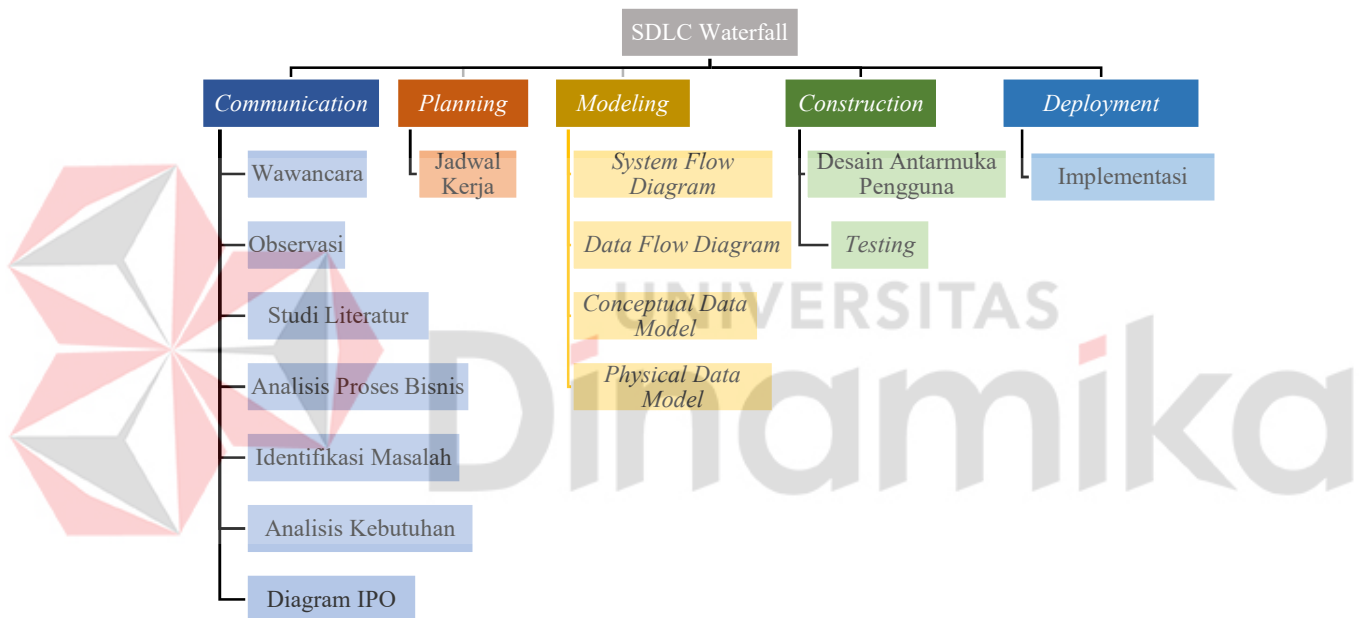 SDLC Waterfall
Communication
Wawancara
Observasi
Studi Literatur
Analisis Proses Bisnis
Identifikasi Masalah
Analisis Kebutuhan
Diagram IPO
Planning
Jadwal
Kerja
Modeling
System Flow
Diagram
Data Flow Diagram
Conceptual Data
Model
Physical Data
Model
Construction
Desain Antarmuka
Pengguna
Testing
Deployment
Implementasi
UNIVERSITAS
Dinamika